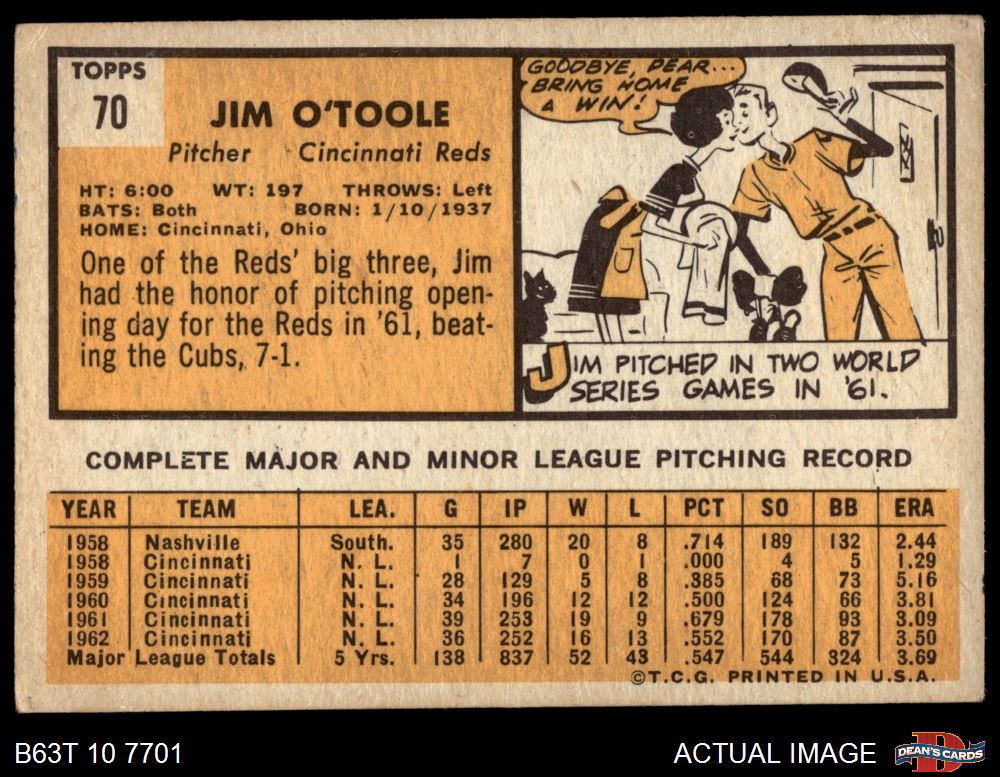 TOPPS
70
JIM O'TOOLE
Pitcher Cincinnati Reds
HT: 6:00 WT: 197 THROWS: Left
BATS: Both BORN: 1/10/1937
HOME: Cincinnati, Ohio
One of the Reds' big three, Jim
had the honor of pitching open-
ing day for the Reds in '61, beat-
ing the Cubs, 7-1.
GOODBYE, DEAR...
BRING HOME
A WIN!
JIM PITCHED IN TWO WORLD
SERIES GAMES IN '61.
COMPLETE MAJOR AND MINOR LEAGUE PITCHING RECORD
YEAR TEAM LEA. G IP W L PCT SO BB ERA
1958 Nashville South. 35 280 20 8 .714 189 132 2.44
1958 Cincinnati N. L. 1 7 0 1 .000 4 5 1.29
1959 Cincinnati N. L. 28 129 5 8 .385 68 73 5.16
1960 Cincinnati N. L. 34 196 12 12 .500 124 66 3.81
1961 Cincinnati N. L. 39 253 19 9 .679 178 93 3.09
1962 Cincinnati N. L. 36 252 16 13 .552 170 87 3.50
Major League Totals 5 Yrs. 138 837 52 43 .547 544 324 3.69
©T.C.G. PRINTED IN U.S.A.
B63T 10 7701
ACTUAL IMAGE
D
DEAN'S CARDS